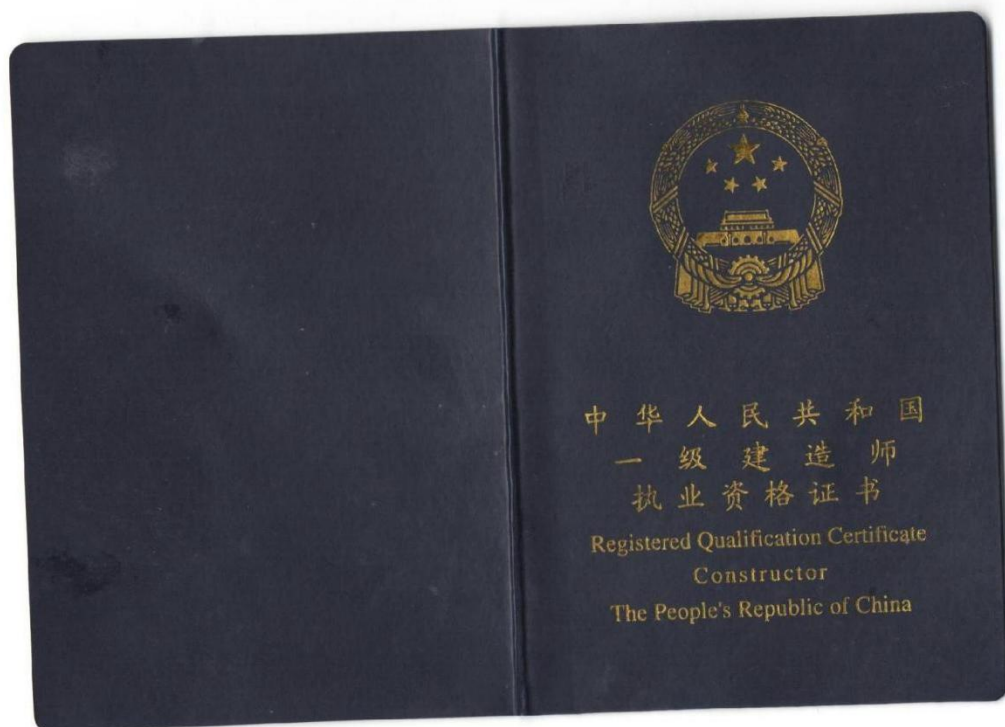 中华人民共和国
一级建造师
执业资格证书
Registered Qualification Certificate
Constructor
The People's Republic of China